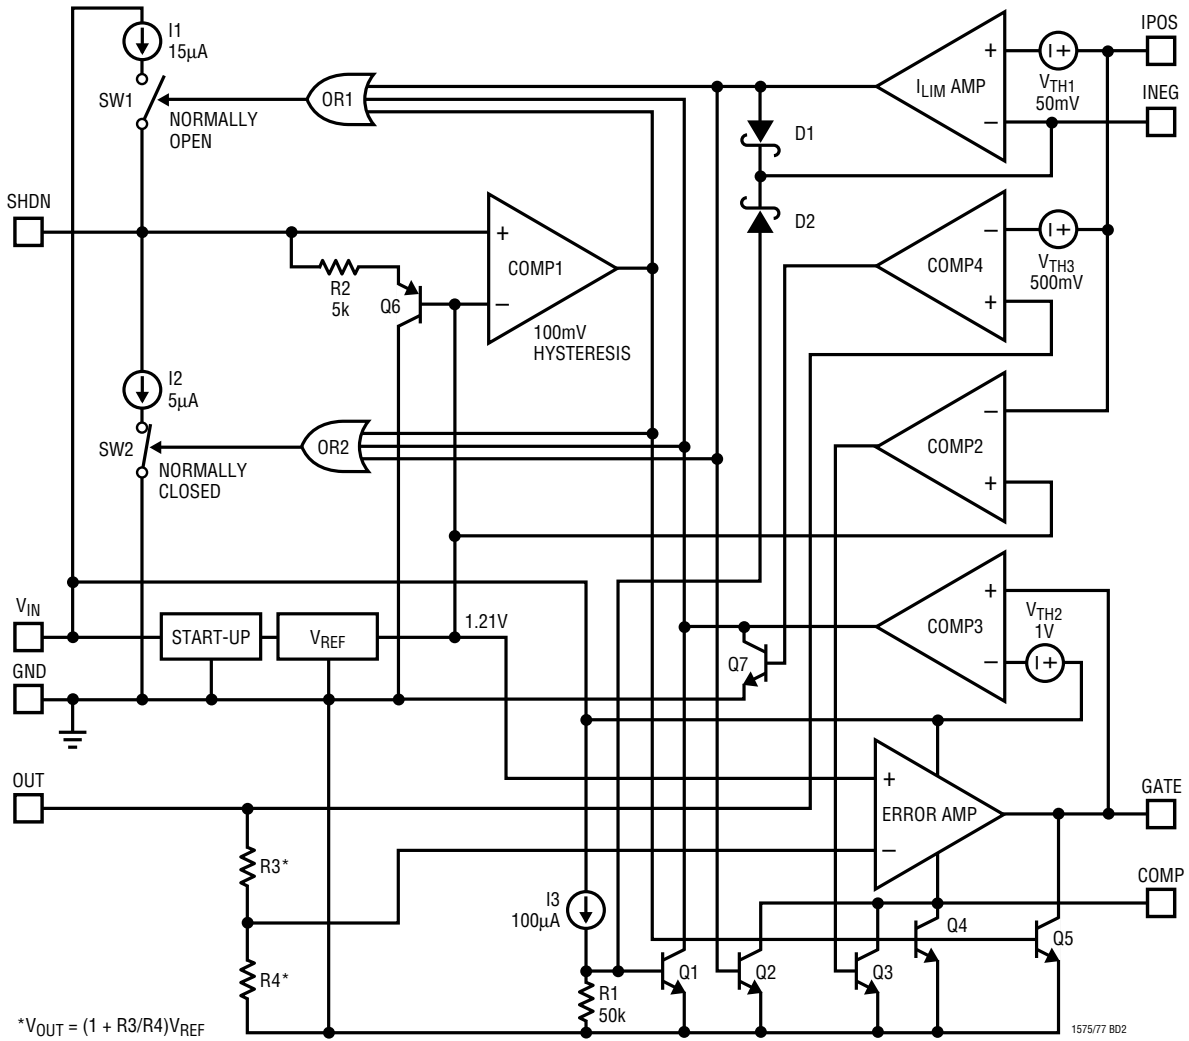 I1
15μA
SW1
NORMALLY
OPEN
OR1
ILIM AMP
+
–
+
VTH1
50mV
IPOS
INEG
D1
D2
SHDN
R2
5k
Q6
+
–
COMP1
100mV
HYSTERESIS
COMP4
–
+
+
VTH3
500mV
I2
5μA
SW2
NORMALLY
CLOSED
OR2
COMP2
–
+
VIN
START-UP
VREF
1.21V
COMP3
+
–
VTH2
1V
+
GND
Q7
OUT
+
–
ERROR AMP
GATE
R3*
I3
100μA
COMP
Q4
Q5
R4*
R1
50k
Q1
Q2
Q3
*VOUT = (1 + R3/R4)VREF
1575/77 BD2